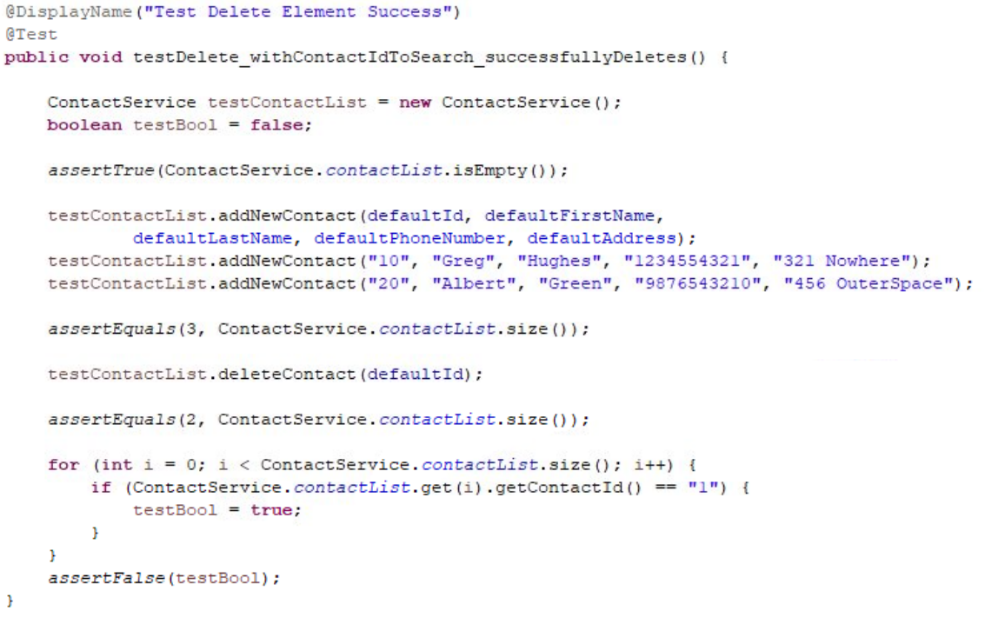 @DisplayName("Test Delete Element Success")
@Test
public void testDelete_withContactIdToSearch_successfullyDeletes() {
ContactService testContactList = new ContactService();
boolean testBool = false;
assertTrue(ContactService.contactList.isEmpty());
testContactList.addNewContact(defaultId, defaultFirstName,
defaultLastName, defaultPhoneNumber, defaultAddress);
testContactList.addNewContact("10", "Greg", "Hughes", "1234554321", "321 Nowhere");
testContactList.addNewContact("20", "Albert", "Green", "9876543210", "456 OuterSpace");
assertEquals(3, ContactService.contactList.size());
testContactList.deleteContact(defaultId);
assertEquals(2, ContactService.contactList.size());
for (int i = 0; i < ContactService.contactList.size(); i++) {
if (ContactService.contactList.get(i).getContactId() == "1") {
testBool = true;
}
}
assertFalse(testBool);
}